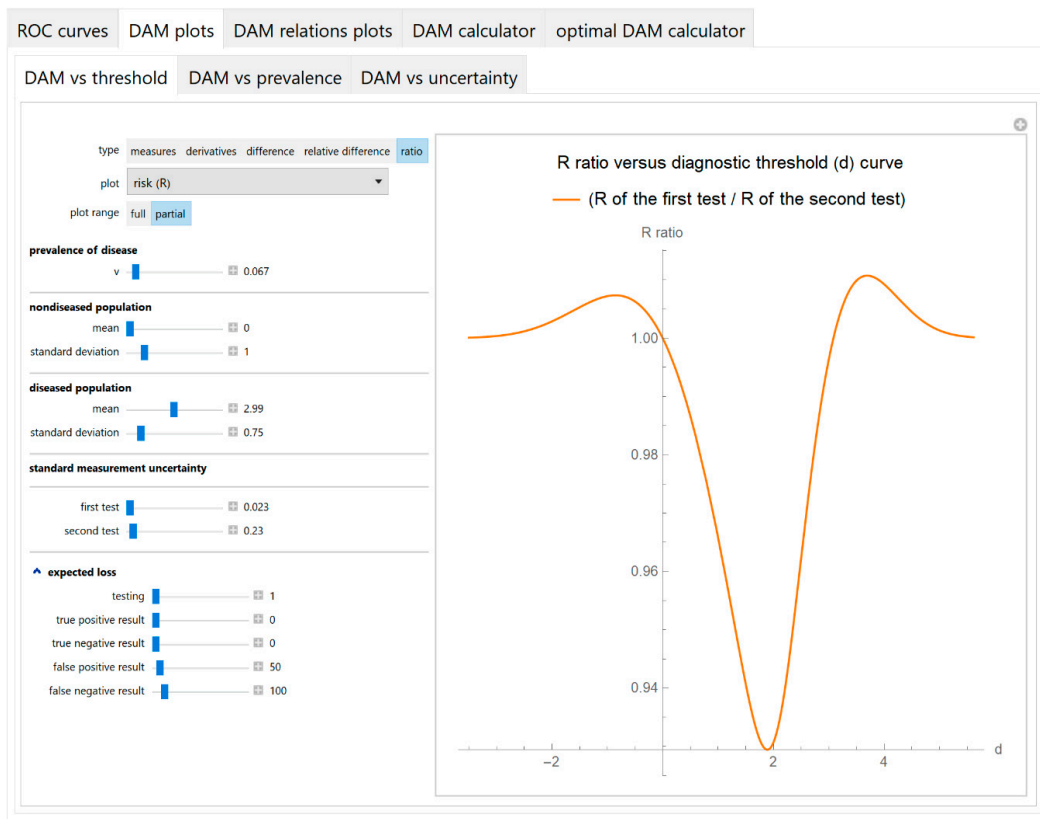 ROC curves DAM plots DAM relations plots DAM calculator optimal DAM calculator
DAM vs threshold DAM vs prevalence DAM vs uncertainty
type measures derivatives difference relative difference ratio
plot risk (R)
plot range full partial
prevalence of disease
v 0.067
nondiseased population
mean 0
standard deviation 1
diseased population
mean 2.99
standard deviation 0.75
standard measurement uncertainty
first test 0.023
second test 0.23
expected loss
testing 1
true positive result 0
true negative result 0
false positive result 50
false negative result 100
R ratio versus diagnostic threshold (d) curve
(R of the first test / R of the second test)
R ratio
1.00
0.98
0.96
0.94
−2 2 4 d